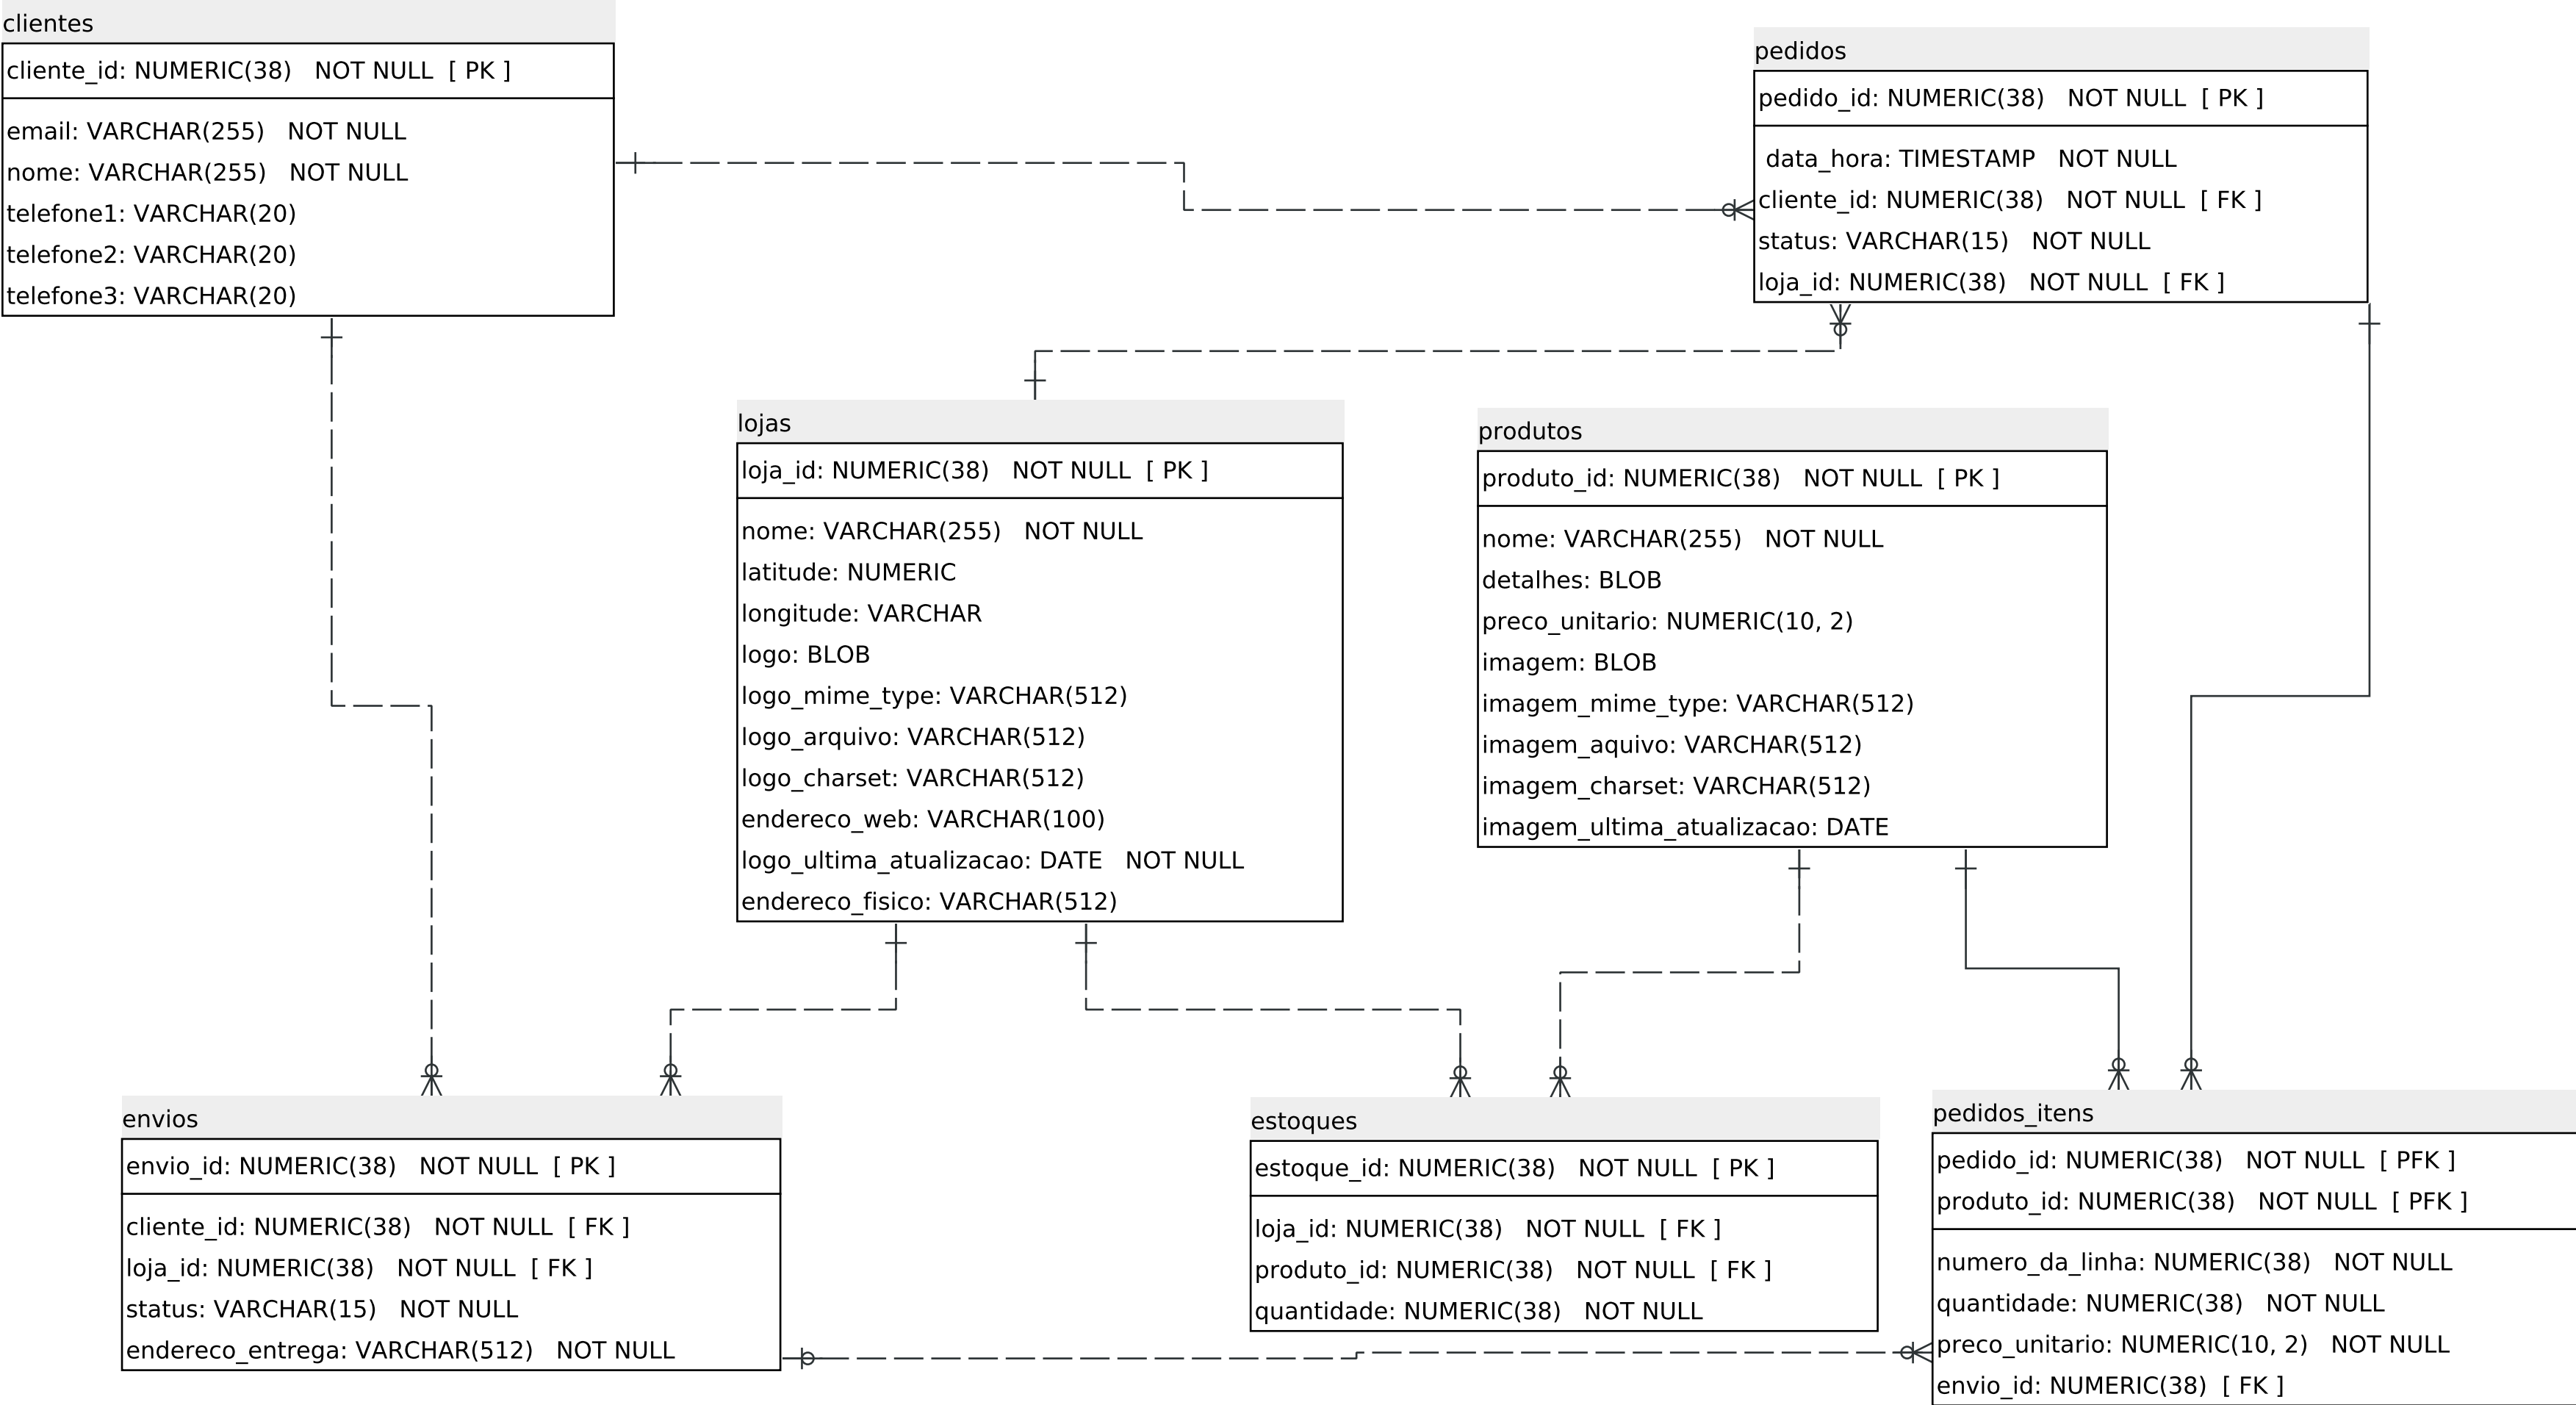 clientes
cliente_id: NUMERIC(38) NOT NULL [ PK ]
email: VARCHAR(255) NOT NULL
nome: VARCHAR(255) NOT NULL
telefone1: VARCHAR(20)
telefone2: VARCHAR(20)
telefone3: VARCHAR(20)
pedidos
pedido_id: NUMERIC(38) NOT NULL [ PK ]
data_hora: TIMESTAMP NOT NULL
cliente_id: NUMERIC(38) NOT NULL [ FK ]
status: VARCHAR(15) NOT NULL
loja_id: NUMERIC(38) NOT NULL [ FK ]
lojas
loja_id: NUMERIC(38) NOT NULL [ PK ]
nome: VARCHAR(255) NOT NULL
latitude: NUMERIC
longitude: VARCHAR
logo: BLOB
logo_mime_type: VARCHAR(512)
logo_arquivo: VARCHAR(512)
logo_charset: VARCHAR(512)
endereco_web: VARCHAR(100)
logo_ultima_atualizacao: DATE NOT NULL
endereco_fisico: VARCHAR(512)
produtos
produto_id: NUMERIC(38) NOT NULL [ PK ]
nome: VARCHAR(255) NOT NULL
detalhes: BLOB
preco_unitario: NUMERIC(10, 2)
imagem: BLOB
imagem_mime_type: VARCHAR(512)
imagem_aquivo: VARCHAR(512)
imagem_charset: VARCHAR(512)
imagem_ultima_atualizacao: DATE
envios
envio_id: NUMERIC(38) NOT NULL [ PK ]
cliente_id: NUMERIC(38) NOT NULL [ FK ]
loja_id: NUMERIC(38) NOT NULL [ FK ]
status: VARCHAR(15) NOT NULL
endereco_entrega: VARCHAR(512) NOT NULL
estoques
estoque_id: NUMERIC(38) NOT NULL [ PK ]
loja_id: NUMERIC(38) NOT NULL [ FK ]
produto_id: NUMERIC(38) NOT NULL [ FK ]
quantidade: NUMERIC(38) NOT NULL
pedidos_itens
pedido_id: NUMERIC(38) NOT NULL [ PFK ]
produto_id: NUMERIC(38) NOT NULL [ PFK ]
numero_da_linha: NUMERIC(38) NOT NULL
quantidade: NUMERIC(38) NOT NULL
preco_unitario: NUMERIC(10, 2) NOT NULL
envio_id: NUMERIC(38) [ FK ]